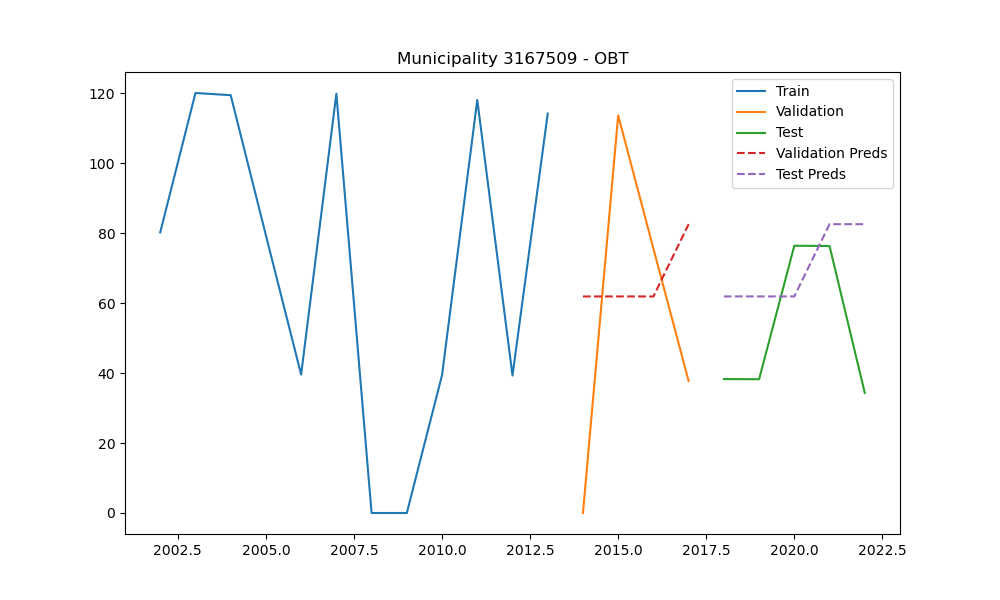 Municipality 3167509 - OBT
Train
Validation
Test
Validation Preds
Test Preds
120
100
80
60
40
20
0
2002.5 2005.0 2007.5 2010.0 2012.5 2015.0 2017.5 2020.0 2022.5